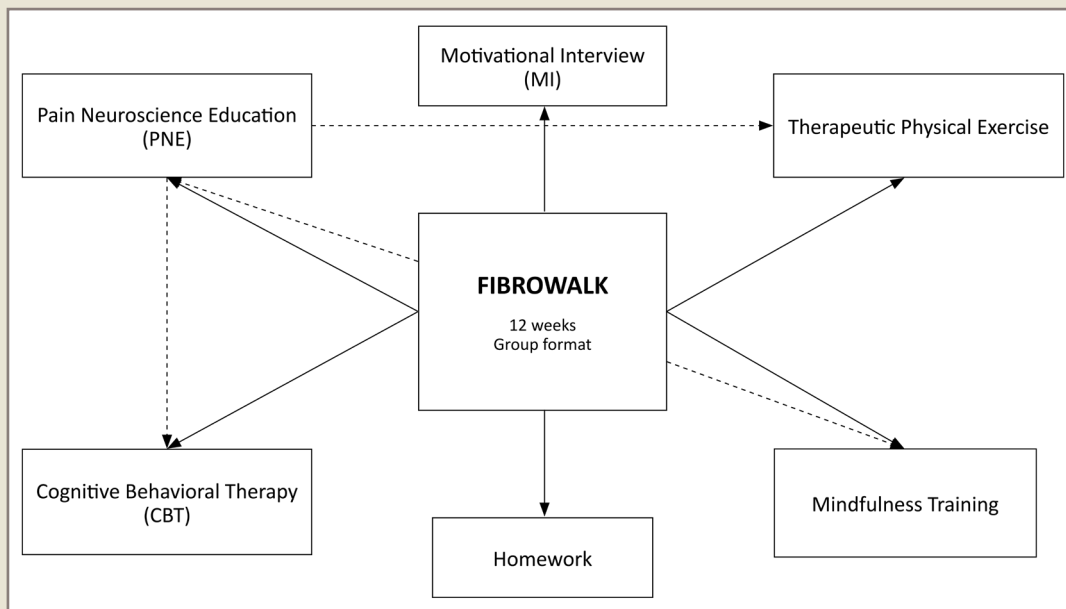 Motivational Interview
(MI)
Pain Neuroscience Education
(PNE)
Therapeutic Physical Exercise
FIBROWALK
12 weeks
Group format
Cognitive Behavioral Therapy
(CBT)
Mindfulness Training
Homework